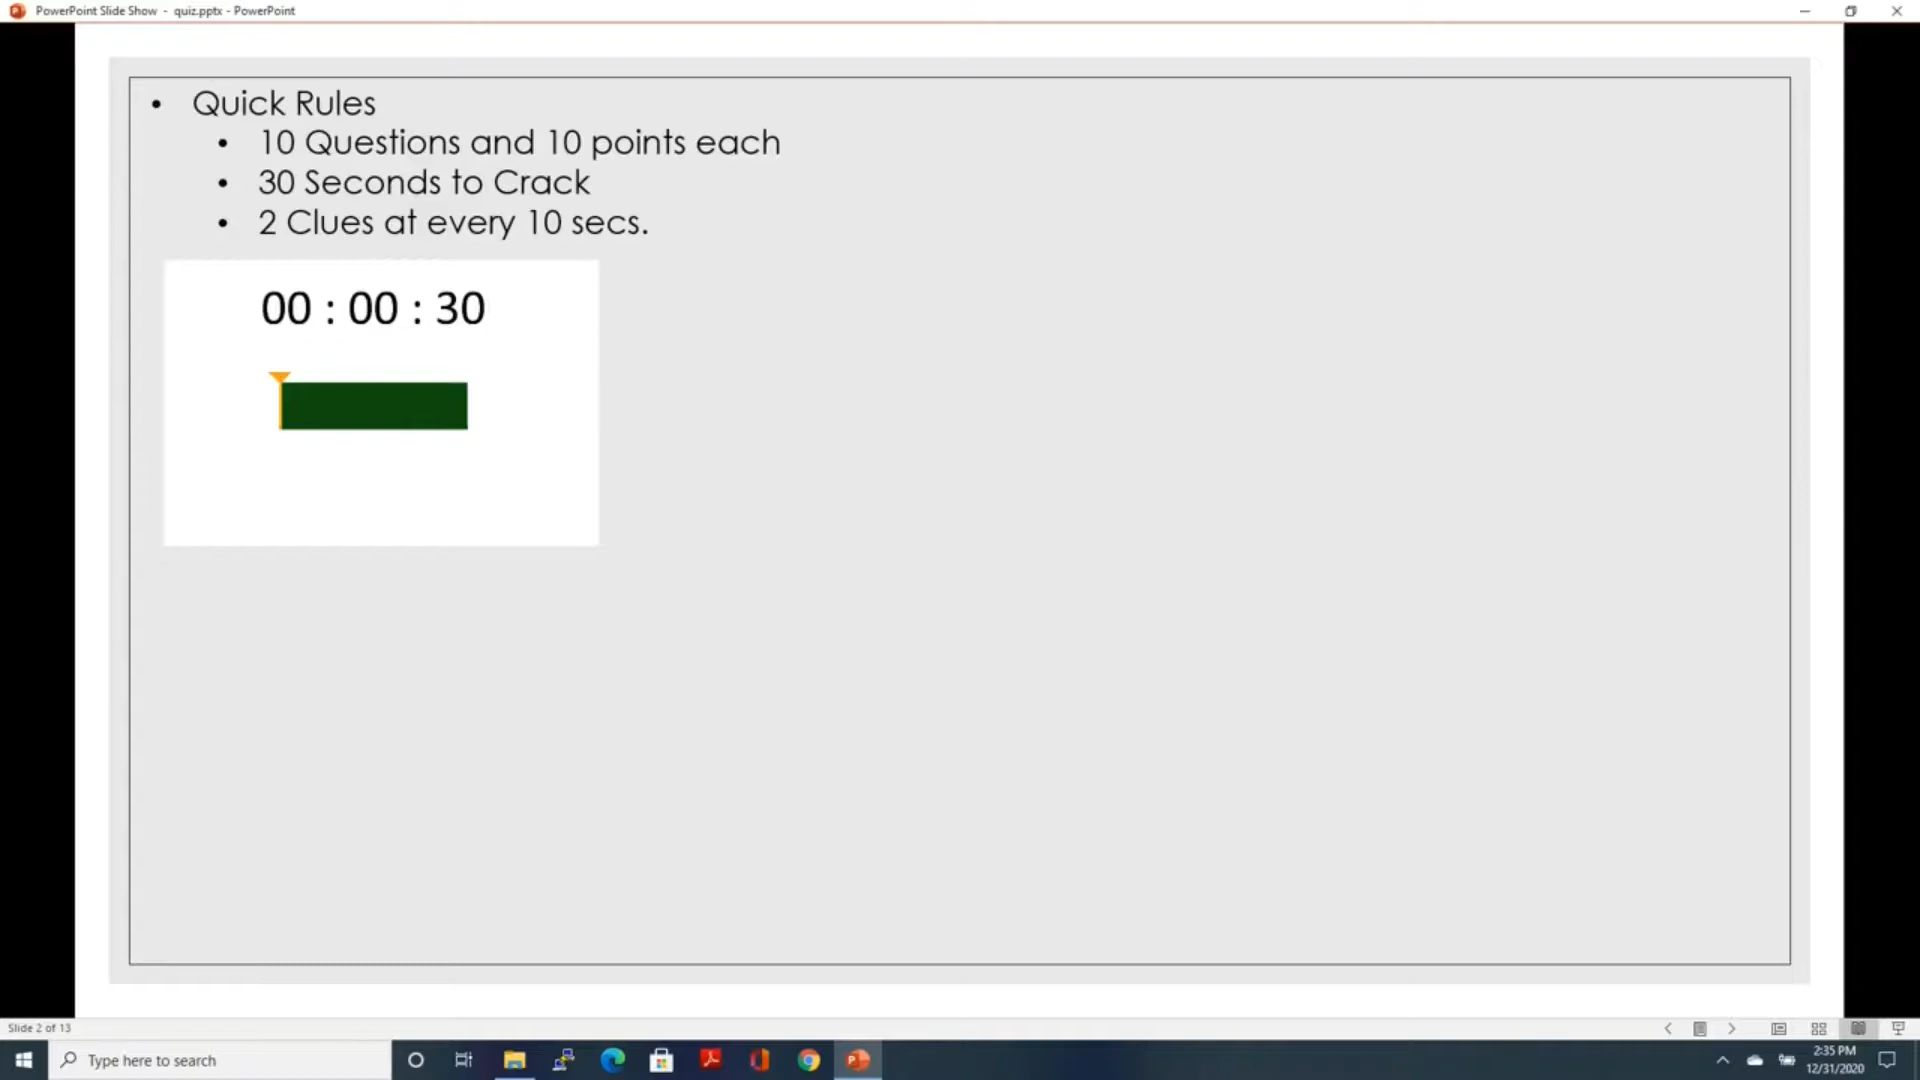 PowerPoint Slide Show - quiz.pptx - PowerPoint
• Quick Rules
• 10 Questions and 10 points each
• 30 Seconds to Crack
• 2 Clues at every 10 secs.
00 : 00 : 30
Slide 2 of 13
Type here to search
2:35 PM
12/31/2020